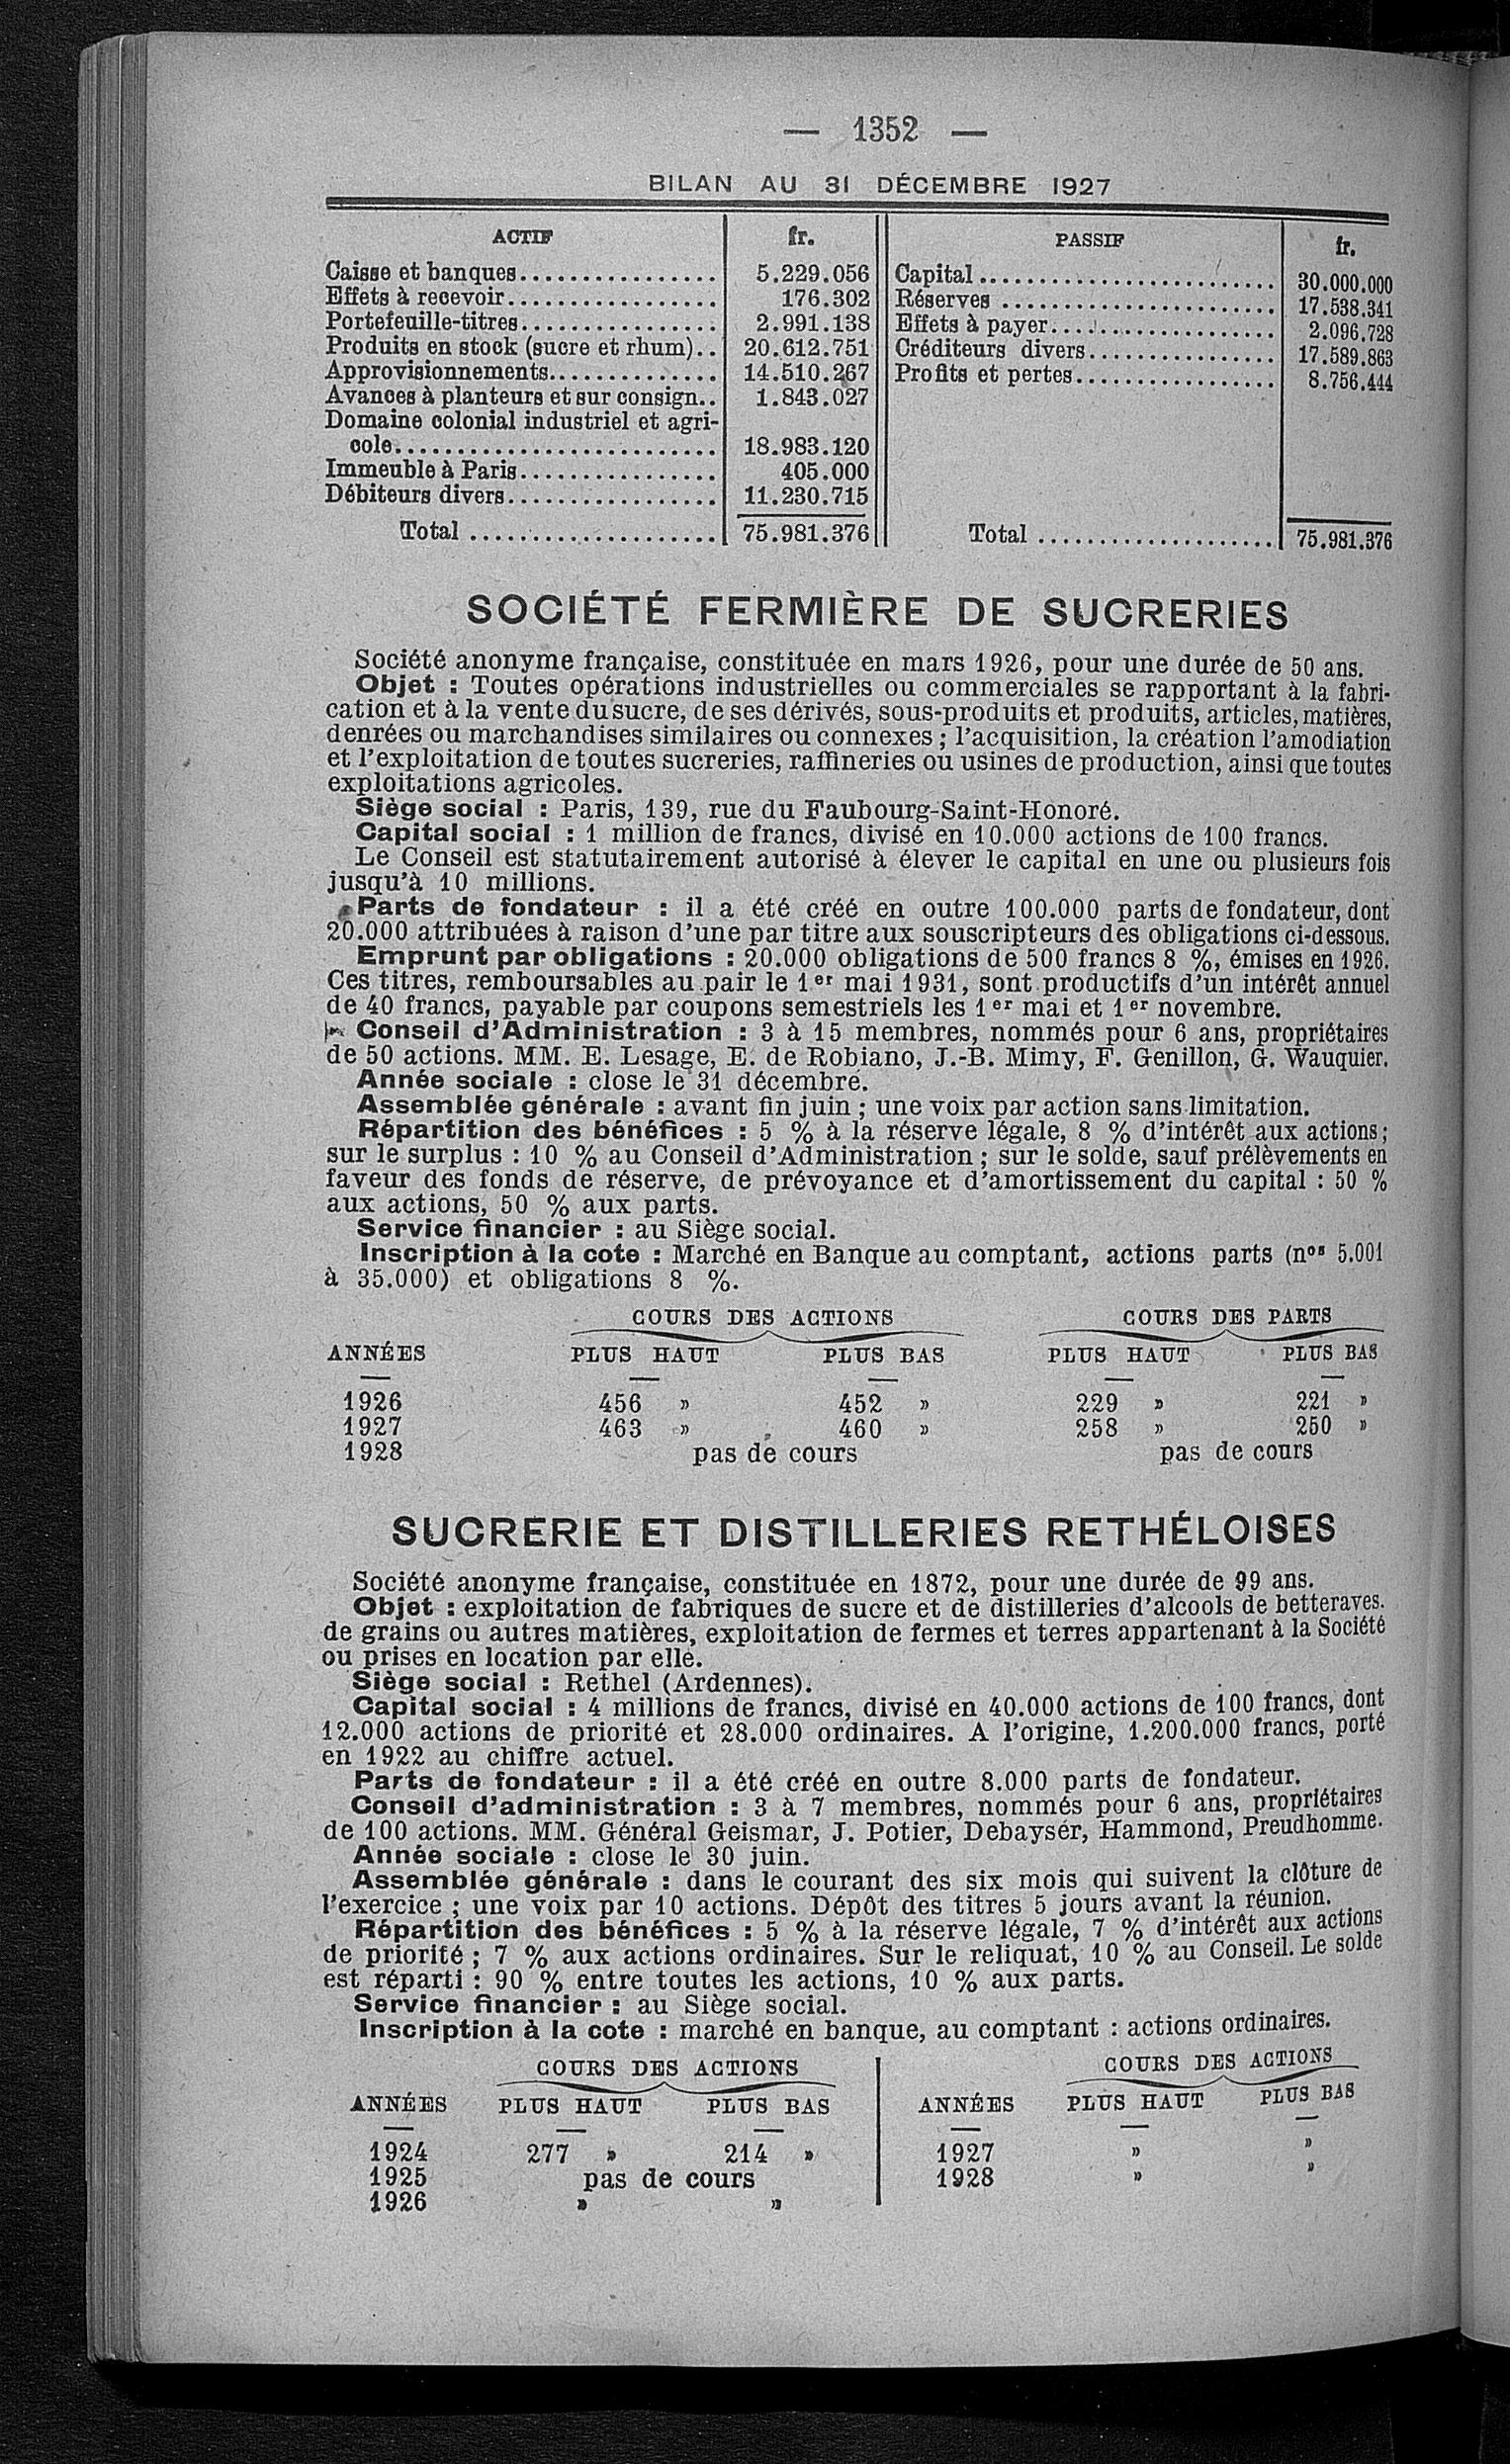 — 1352 —
BILAN AU 31 DÉCEMBRE 1927
ACTIF fr. PASSIF fr.
Caisse et banques................ 5.229.056 Capital........................ 30.000.000
Effets à recevoir................. 176.302 Réserves ...................... 17.538.341
Portefeuille-titres................ 2.991.138 Effets à payer.................. 2.096.728
Produits en stock (sucre et rhum).. 20.612.751 Créditeurs divers............... 17.589.863
Approvisionnements.............. 14.510.267 Profits et pertes................. 8.756.444
Avances à planteurs et sur consign.. 1.843.027
Domaine colonial industriel et agri-
cole.......................... 18.983.120
Immeuble à Paris................ 405.000
Débiteurs divers................. 11.230.715
Total .................... 75.981.376 Total ................... 75.981.376
SOCIÉTÉ FERMIÈRE DE SUCRERIES
Société anonyme française, constituée en mars 1926, pour une durée de 50 ans.
Objet : Toutes opérations industrielles ou commerciales se rapportant à la fabri-
cation et à la vente du sucre, de ses dérivés, sous-produits et produits, articles, matières,
denrées ou marchandises similaires ou connexes ; l'acquisition, la création l'amodiation
et l'exploitation de toutes sucreries, raffineries ou usines de production, ainsi que toutes
exploitations agricoles.
Siège social : Paris, 139, rue du Faubourg-Saint-Honoré.
Capital social : 1 million de francs, divisé en 10.000 actions de 100 francs.
Le Conseil est statutairement autorisé à élever le capital en une ou plusieurs fois
jusqu'à 10 millions.
Parts de fondateur : il a été créé en outre 100.000 parts de fondateur, dont
20.000 attribuées à raison d'une par titre aux souscripteurs des obligations ci-dessous.
Emprunt par obligations : 20.000 obligations de 500 francs 8 %, émises en 1926.
Ces titres, remboursables au pair le 1er mai 1931, sont productifs d'un intérêt annuel
de 40 francs, payable par coupons semestriels les 1er mai et 1er novembre.
Conseil d'Administration : 3 à 15 membres, nommés pour 6 ans, propriétaires
de 50 actions. MM. E. Lesage, E. de Robiano, J.-B. Mimy, F. Genillon, G. Wauquier.
Année sociale : close le 31 décembre.
Assemblée générale : avant fin juin ; une voix par action sans limitation.
Répartition des bénéfices : 5 % à la réserve légale, 8 % d'intérêt aux actions ;
sur le surplus : 10 % au Conseil d'Administration ; sur le solde, sauf prélèvements en
faveur des fonds de réserve, de prévoyance et d'amortissement du capital : 50 %
aux actions, 50 % aux parts.
Service financier : au Siège social.
Inscription à la cote : Marché en Banque au comptant, actions parts (nos 5.001
à 35.000) et obligations 8 %.
COURS DES ACTIONS COURS DES PARTS
ANNÉES PLUS HAUT PLUS BAS PLUS HAUT PLUS BAS
1926 456 » 452 » 229 » 221 »
1927 463 » 460 » 258 » 250 »
1928 pas de cours pas de cours
SUCRERIE ET DISTILLERIES RETHÉLOISES
Société anonyme française, constituée en 1872, pour une durée de 99 ans.
Objet : exploitation de fabriques de sucre et de distilleries d'alcools de betteraves.
de grains ou autres matières, exploitation de fermes et terres appartenant à la Société
ou prises en location par elle.
Siège social : Rethel (Ardennes).
Capital social : 4 millions de francs, divisé en 40.000 actions de 100 francs, dont
12.000 actions de priorité et 28.000 ordinaires. A l'origine, 1.200.000 francs, porté
en 1922 au chiffre actuel.
Parts de fondateur : il a été créé en outre 8.000 parts de fondateur.
Conseil d'administration : 3 à 7 membres, nommés pour 6 ans, propriétaires
de 100 actions. MM. Général Geismar, J. Potier, Debaysér, Hammond, Preudhomme.
Année sociale : close le 30 juin.
Assemblée générale : dans le courant des six mois qui suivent la clôture de
l'exercice ; une voix par 10 actions. Dépôt des titres 5 jours avant la réunion.
Répartition des bénéfices : 5 % à la réserve légale, 7 % d'intérêt aux actions
de priorité ; 7 % aux actions ordinaires. Sur le reliquat, 10 % au Conseil. Le solde
est réparti : 90 % entre toutes les actions, 10 % aux parts.
Service financier : au Siège social.
Inscription à la cote : marché en banque, au comptant : actions ordinaires.
COURS DES ACTIONS COURS DES ACTIONS
ANNÉES PLUS HAUT PLUS BAS ANNÉES PLUS HAUT PLUS BAS
1924 277 » 214 » 1927 » »
1925 pas de cours 1928 » »
1926 » »